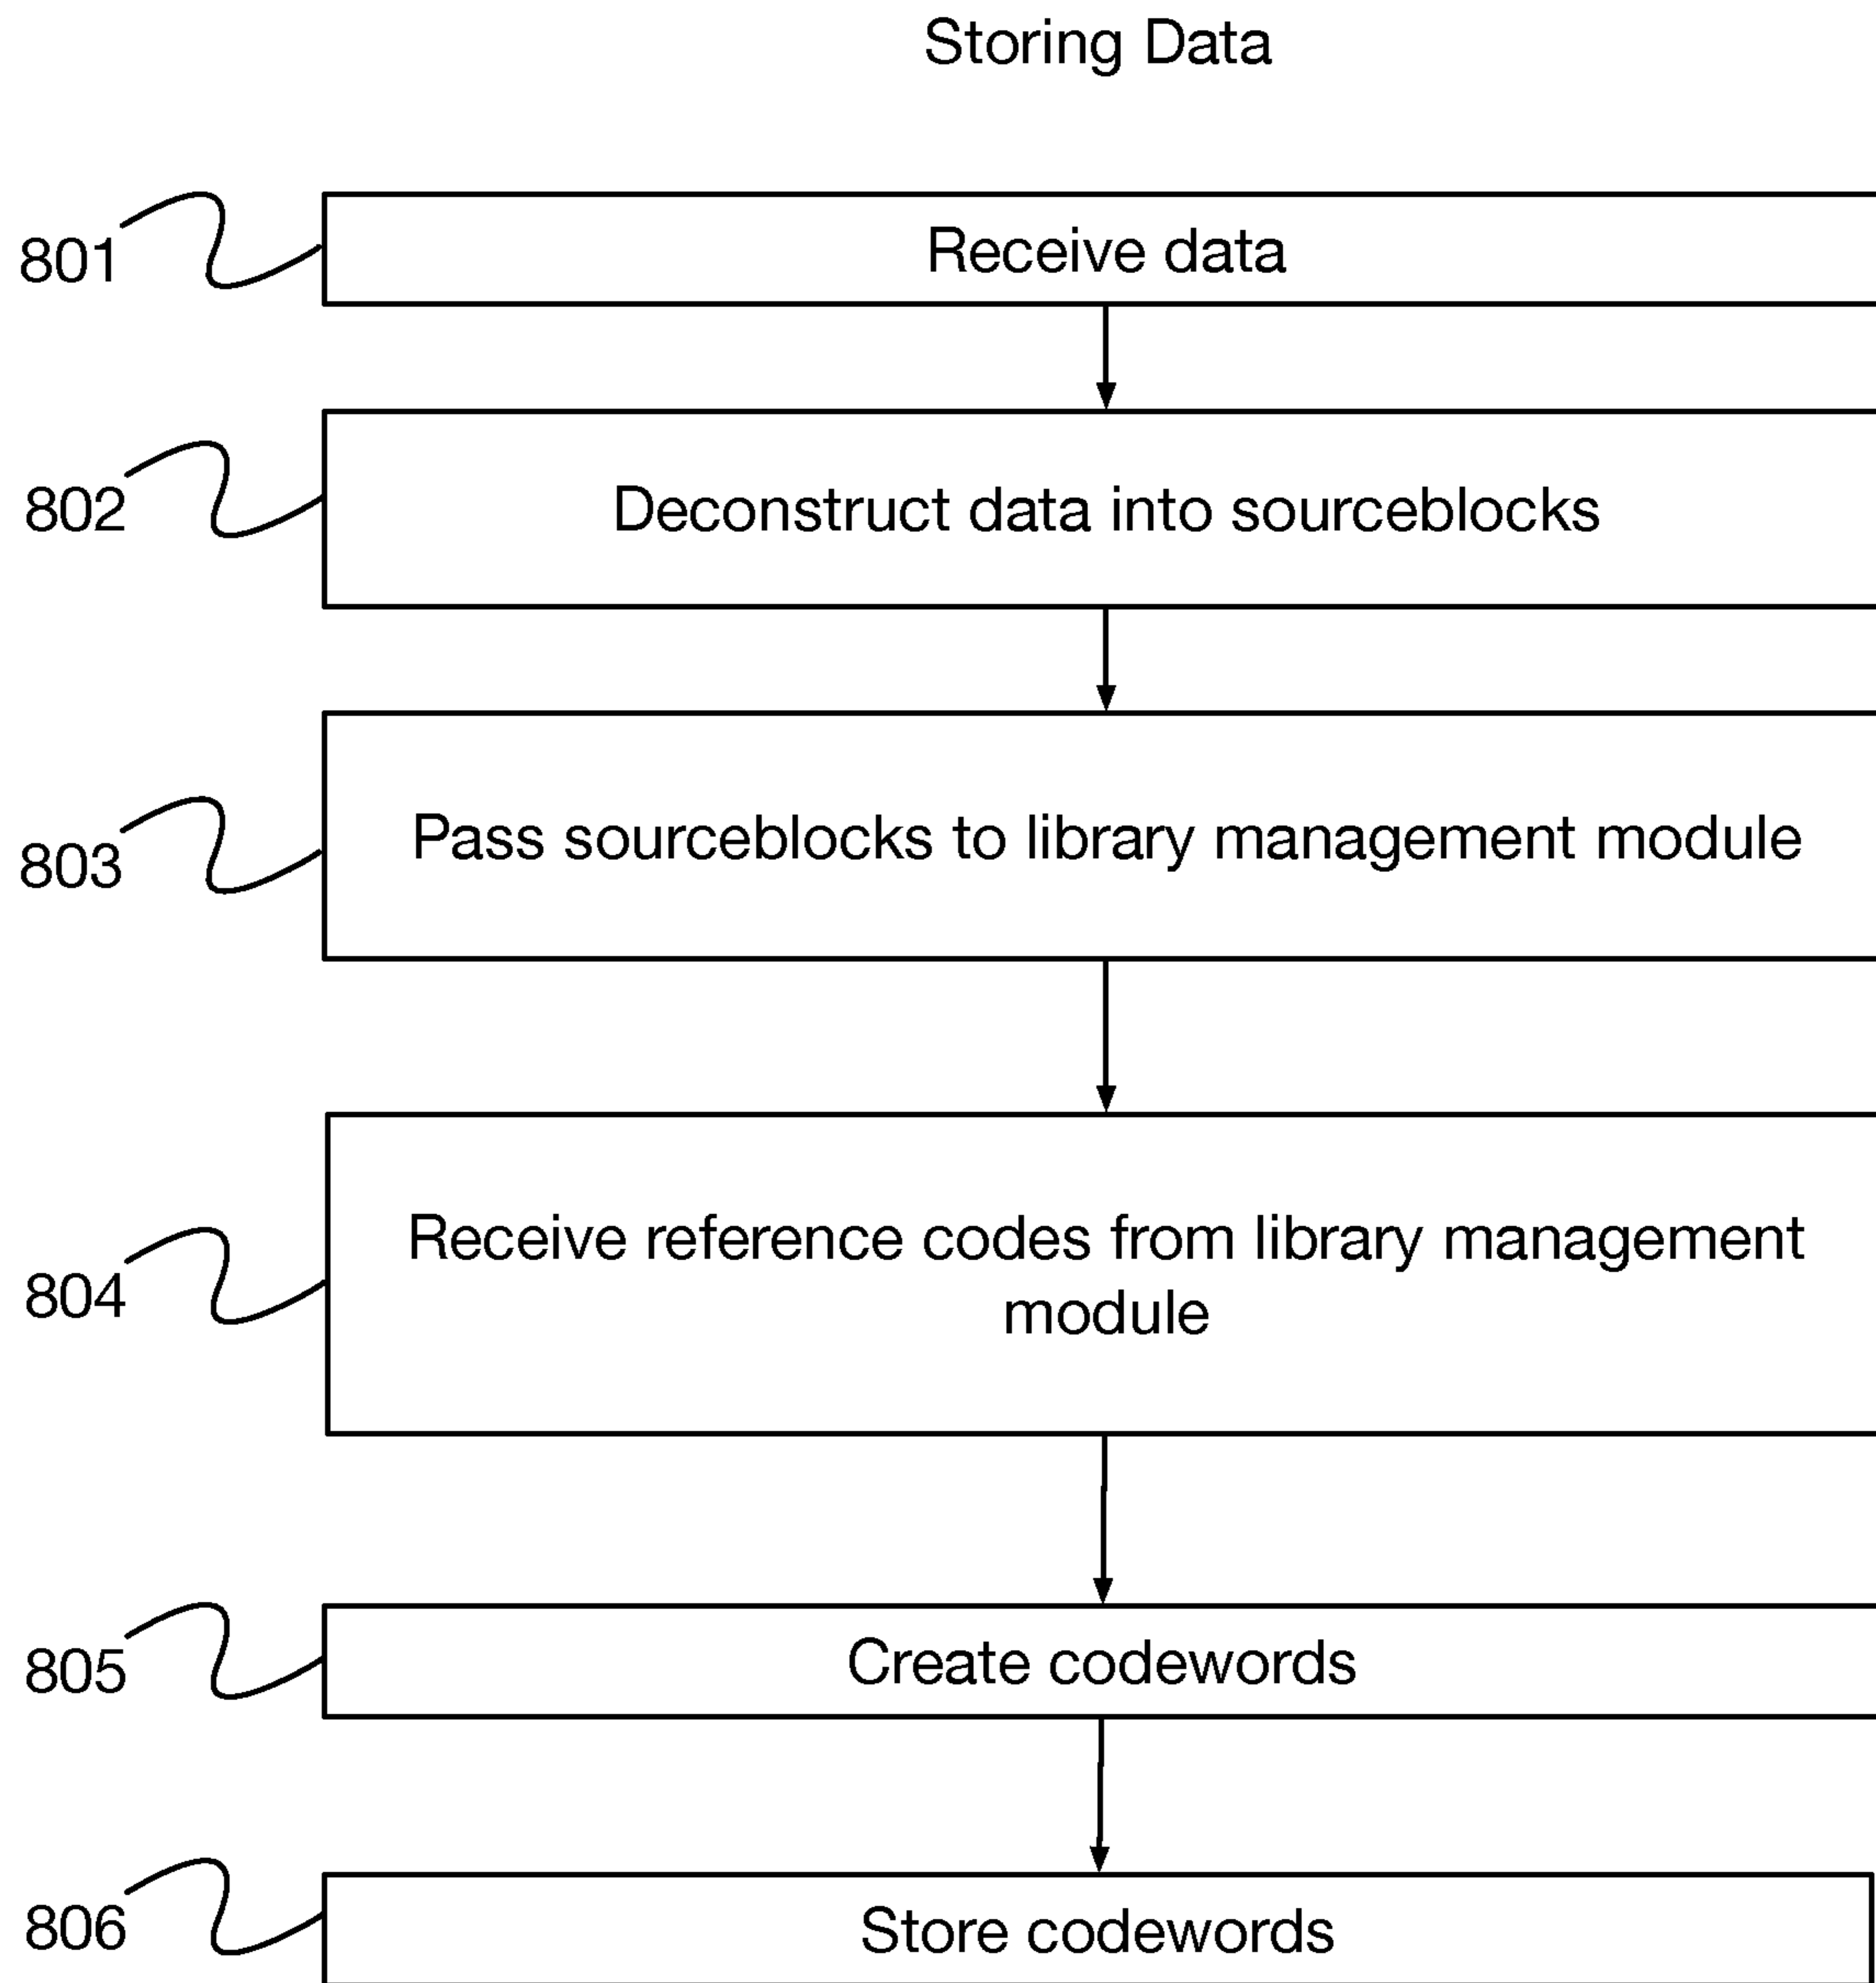 Storing Data
801
Receive data
802
Deconstruct data into sourceblocks
803
Pass sourceblocks to library management module
804
Receive reference codes from library management
module
805
Create codewords
806
Store codewords